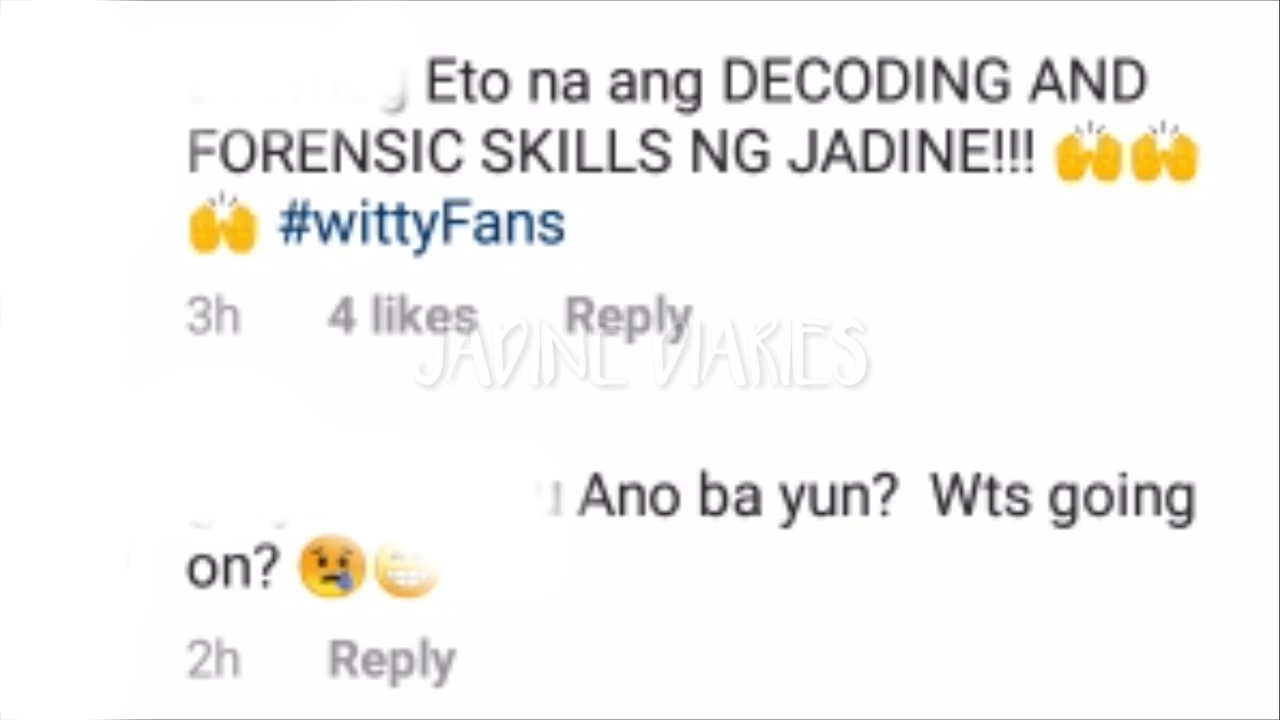 Eto na ang DECODING AND
FORENSIC SKILLS NG JADINE!!! 🙌🙌
🙌 #wittyFans
3h 4 likes Reply
JADINE DIARIES
Ano ba yun? Wts going
on? 😢😁
2h Reply